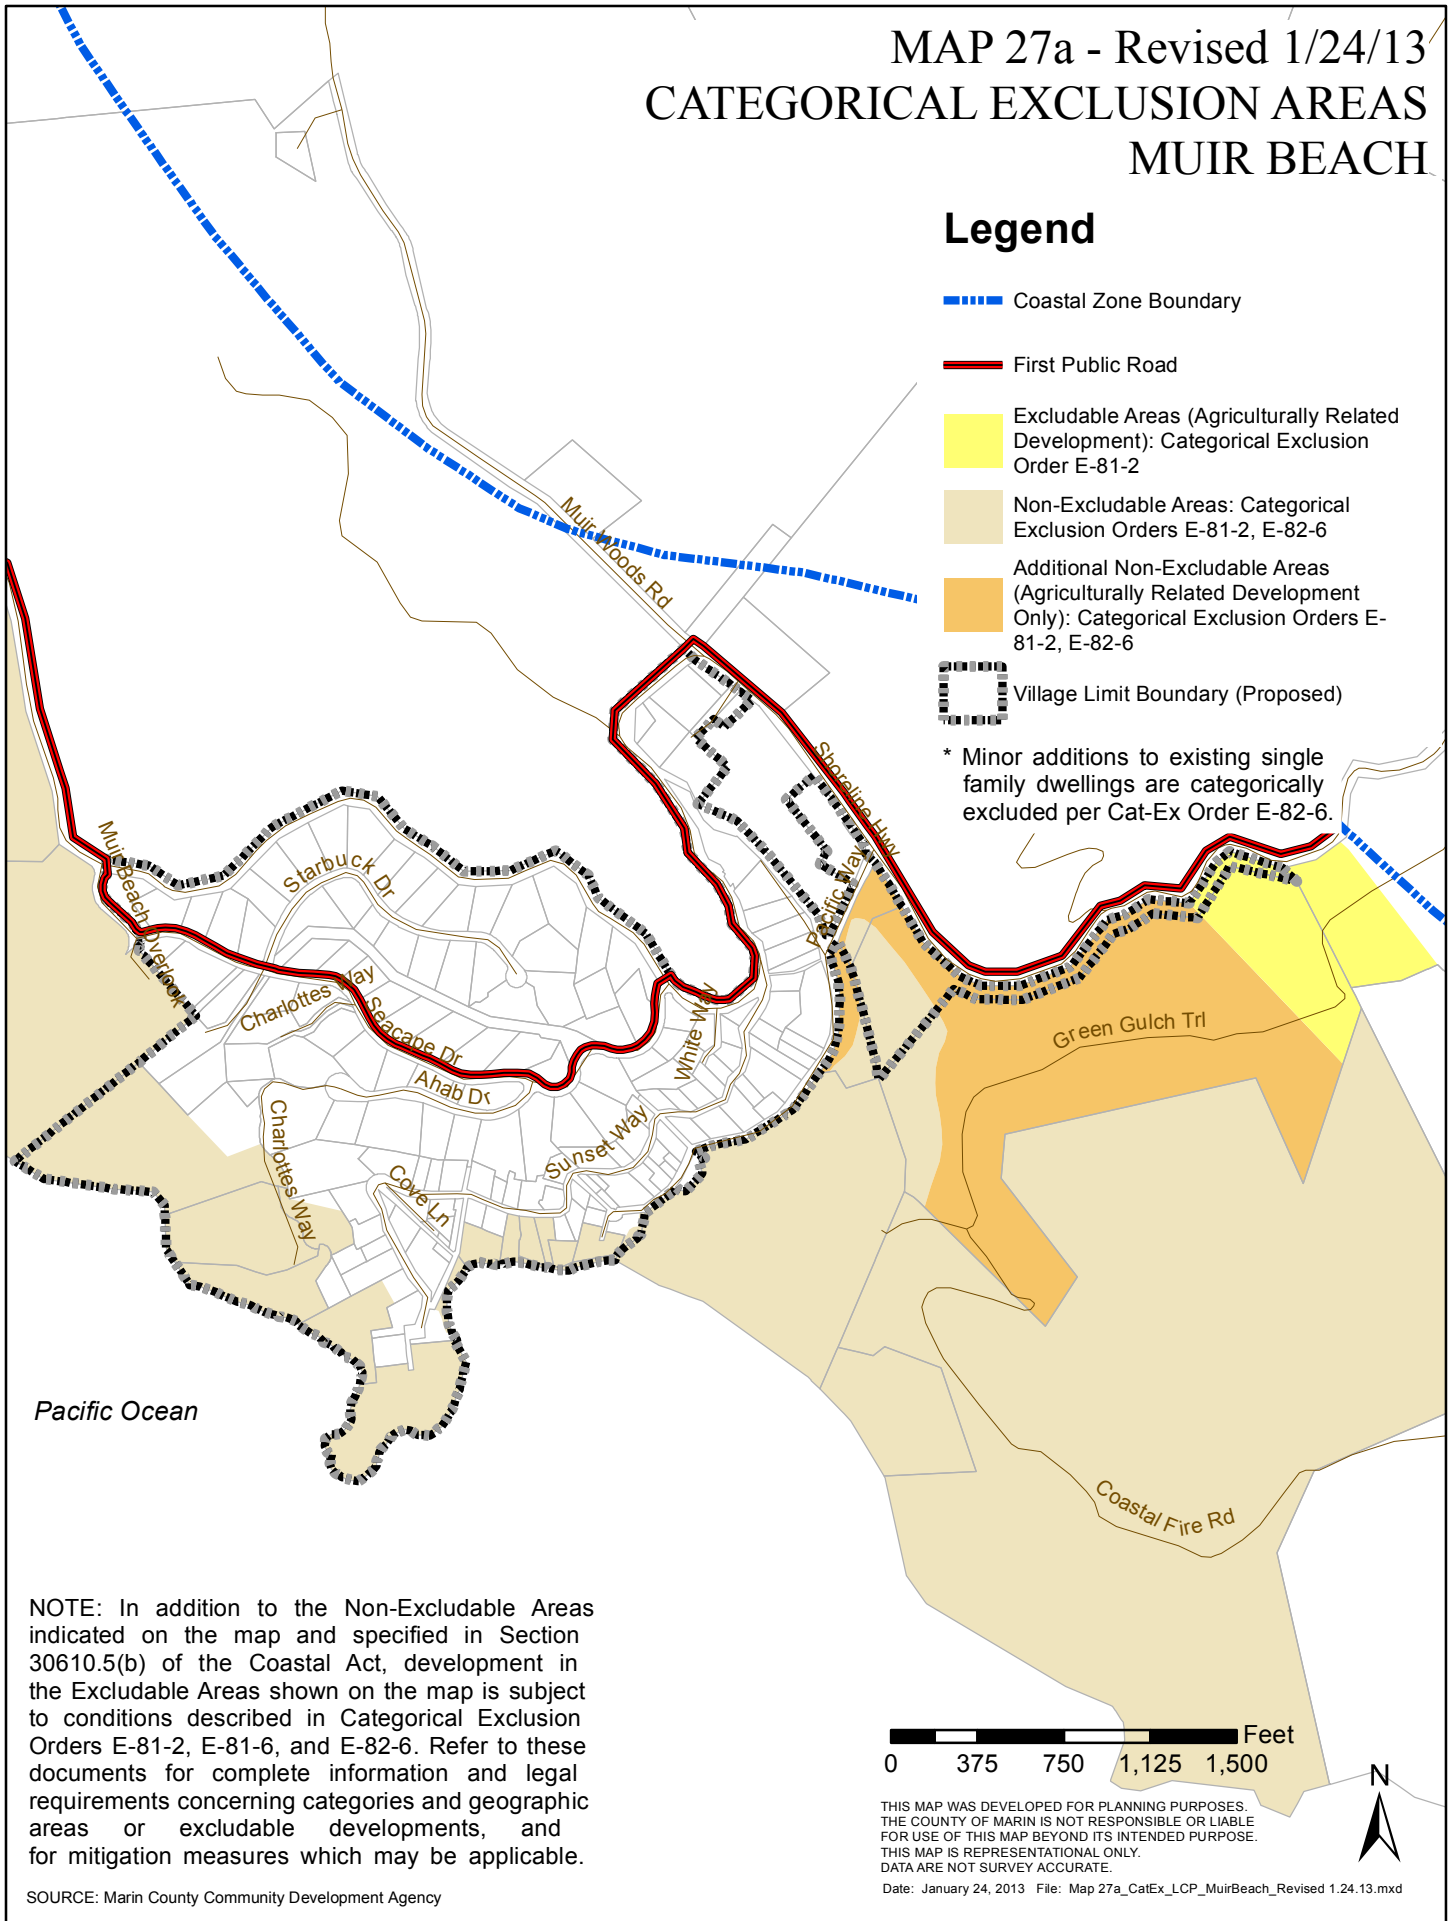 MAP 27a - Revised 1/24/13
CATEGORICAL EXCLUSION AREAS
MUIR BEACH
Legend
Coastal Zone Boundary
First Public Road
Excludable Areas (Agriculturally Related
Development): Categorical Exclusion
Order E-81-2
Non-Excludable Areas: Categorical
Exclusion Orders E-81-2, E-82-6
Additional Non-Excludable Areas
(Agriculturally Related Development
Only): Categorical Exclusion Orders E-
81-2, E-82-6
Village Limit Boundary (Proposed)
* Minor additions to existing single
family dwellings are categorically
excluded per Cat-Ex Order E-82-6.
Muir Woods Rd
Shoreline Hwy
Pacific Way
Muir Beach Overlook
Starbuck Dr
Charlottes Way
Seacape Dr
Ahab Dr
White Way
Sunset Way
Charlottes Way
Cove Ln
Green Gulch Trl
Coastal Fire Rd
Pacific Ocean
NOTE: In addition to the Non-Excludable Areas
indicated on the map and specified in Section
30610.5(b) of the Coastal Act, development in
the Excludable Areas shown on the map is subject
to conditions described in Categorical Exclusion
Orders E-81-2, E-81-6, and E-82-6. Refer to these
documents for complete information and legal
requirements concerning categories and geographic
areas or excludable developments, and
for mitigation measures which may be applicable.
SOURCE: Marin County Community Development Agency
Feet
0 375 750 1,125 1,500
N
THIS MAP WAS DEVELOPED FOR PLANNING PURPOSES.
THE COUNTY OF MARIN IS NOT RESPONSIBLE OR LIABLE
FOR USE OF THIS MAP BEYOND ITS INTENDED PURPOSE.
THIS MAP IS REPRESENTATIONAL ONLY.
DATA ARE NOT SURVEY ACCURATE.
Date: January 24, 2013 File: Map 27a_CatEx_LCP_MuirBeach_Revised 1.24.13.mxd